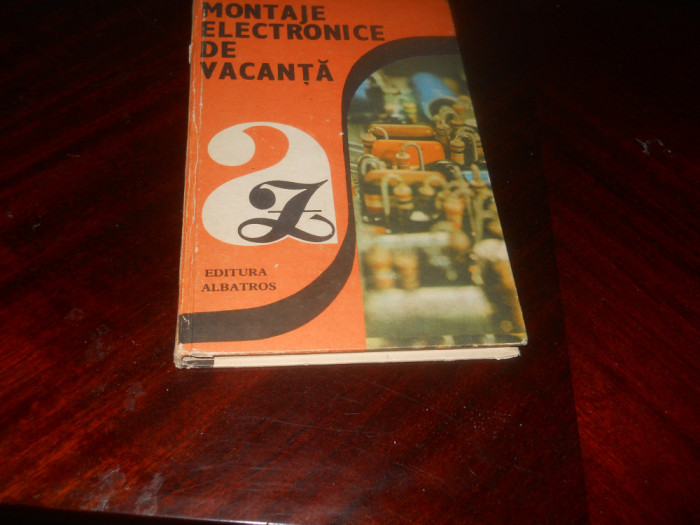 MONTAJE
ELECTRONICE
DE
VACANȚĂ
a
Z
EDITURA
ALBATROS